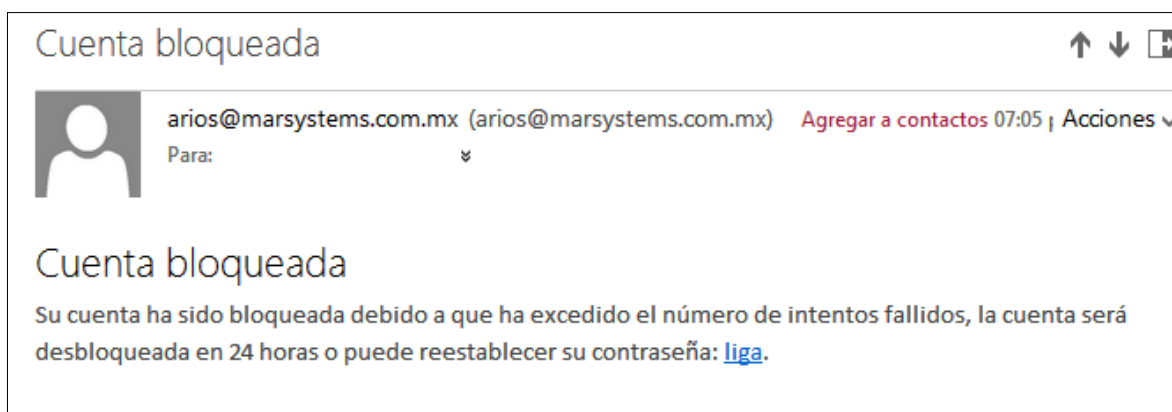 Cuenta bloqueada
arios@marsystems.com.mx (arios@marsystems.com.mx) Agregar a contactos 07:05 Acciones
Para:
Cuenta bloqueada
Su cuenta ha sido bloqueada debido a que ha excedido el número de intentos fallidos, la cuenta será
desbloqueada en 24 horas o puede reestablecer su contraseña: liga.